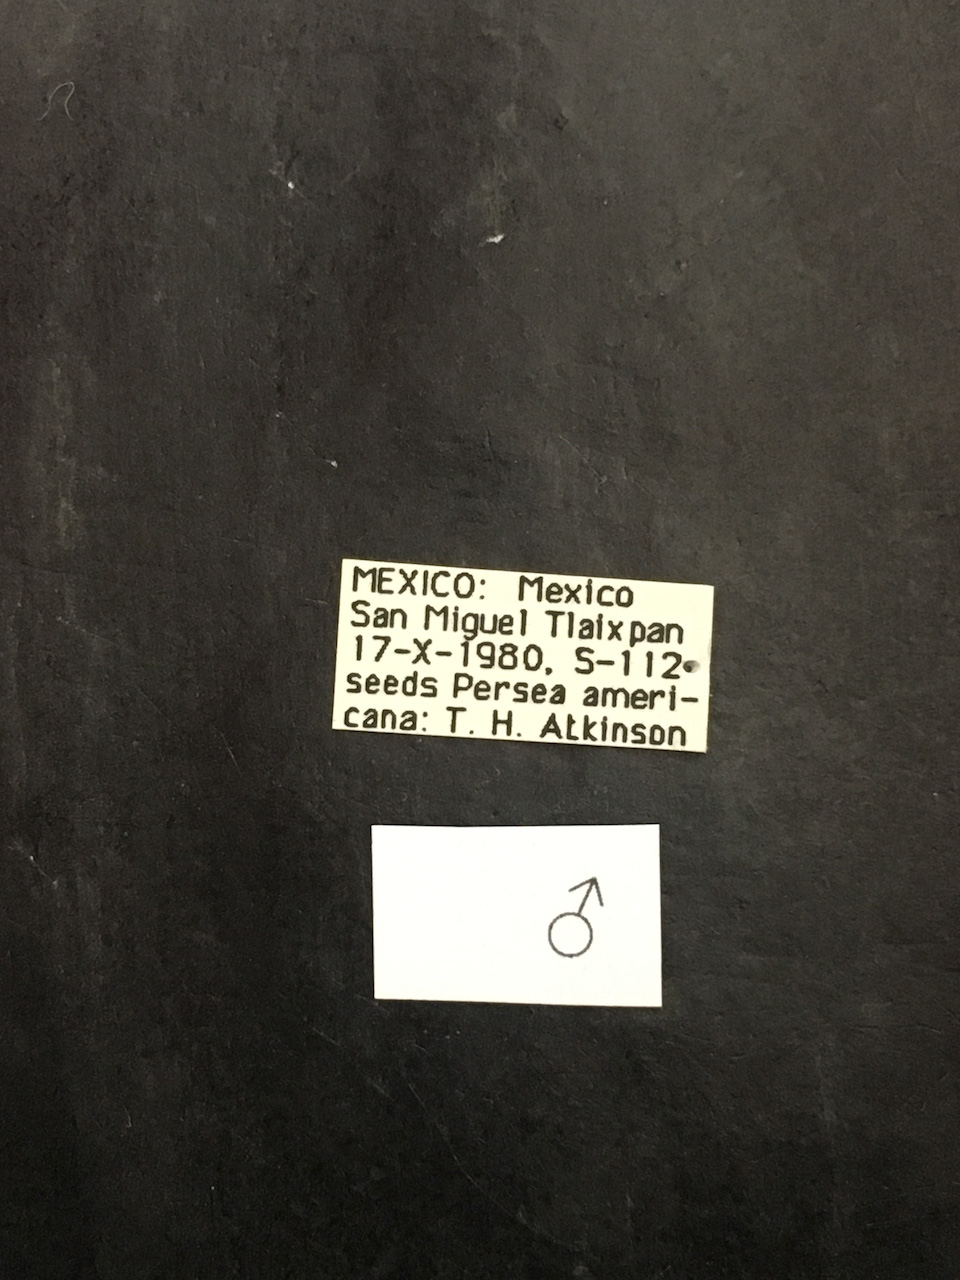 MEXICO: Mexico
San Miguel Tlaixpan
17-X-1980. S-112
seeds Persea ameri-
cana: T. H. Atkinson
♂